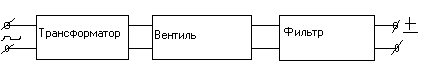 Трансформатор
Вентиль
Фильтр
+
−